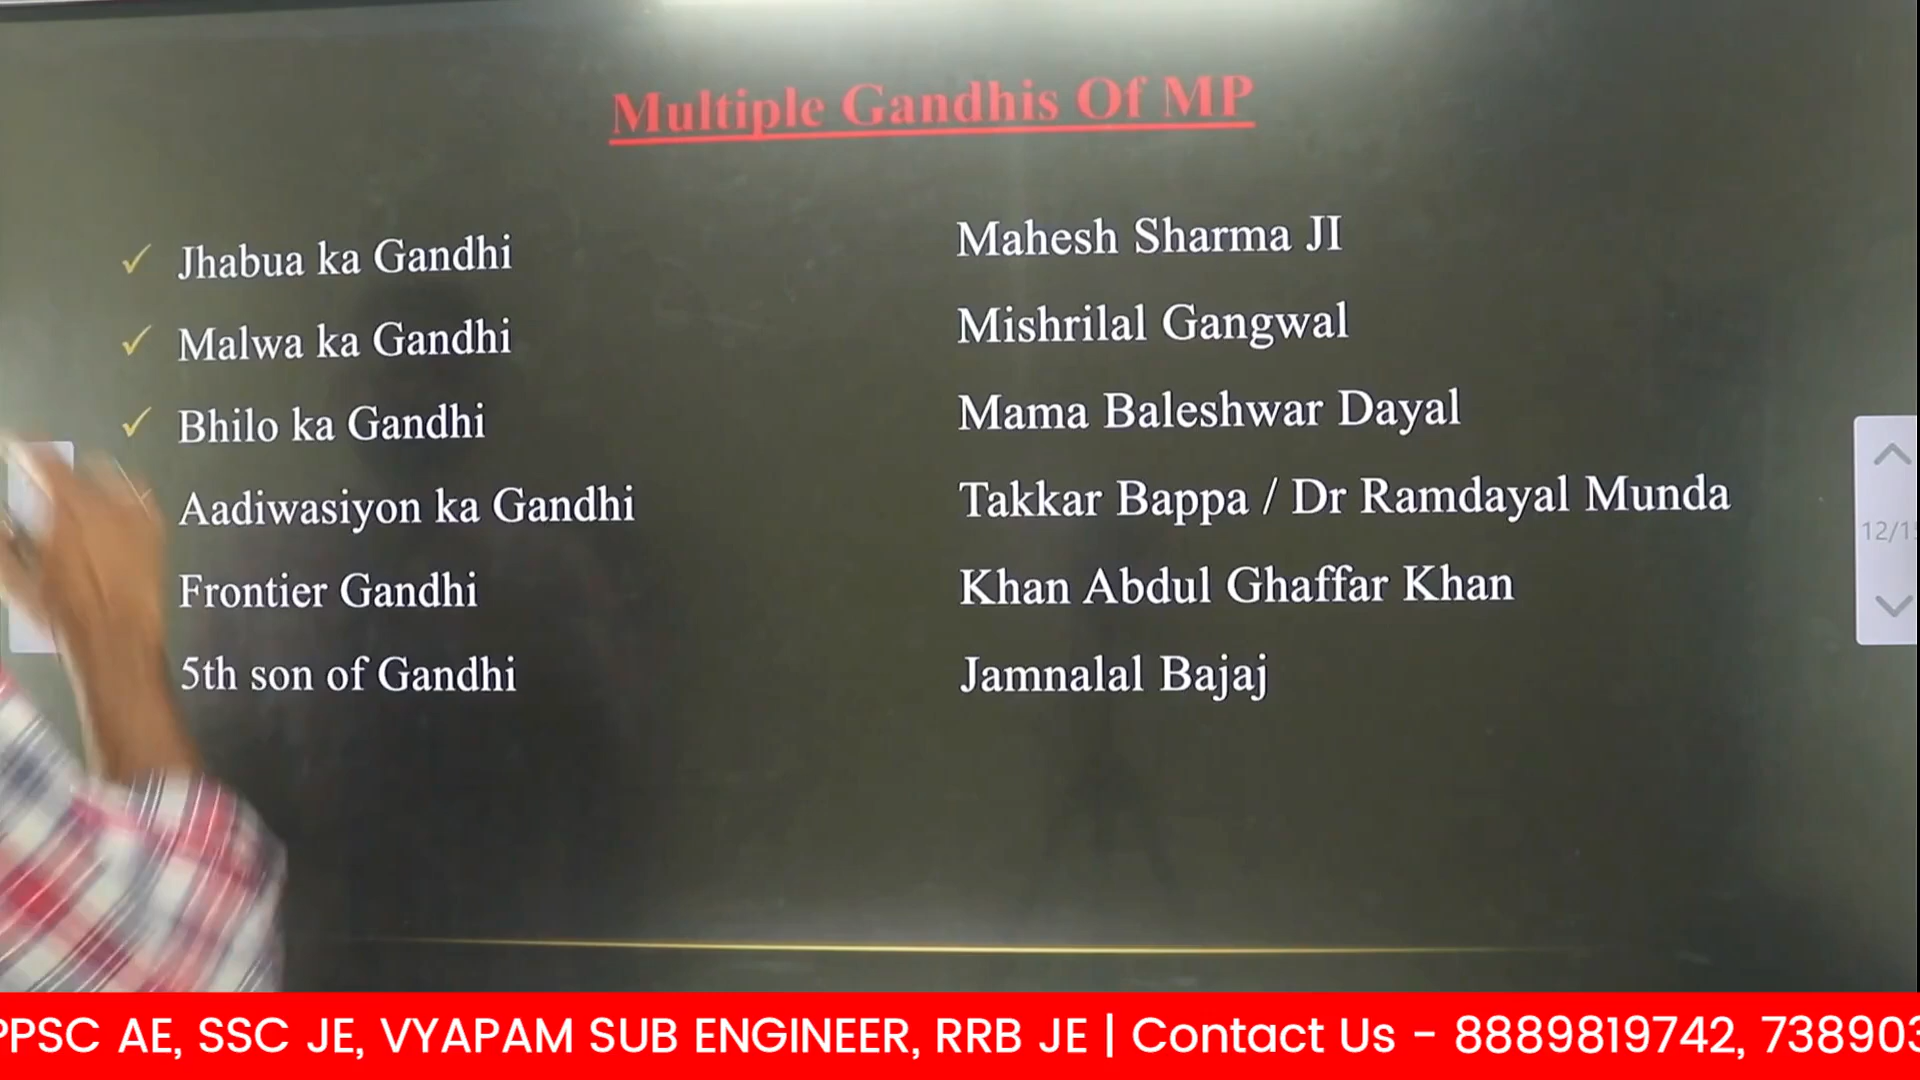 Multiple Gandhis Of MP
Jhabua ka Gandhi Mahesh Sharma JI
Malwa ka Gandhi Mishrilal Gangwal
Bhilo ka Gandhi Mama Baleshwar Dayal
Aadiwasiyon ka Gandhi Takkar Bappa / Dr Ramdayal Munda
Frontier Gandhi Khan Abdul Ghaffar Khan
5th son of Gandhi Jamnalal Bajaj
PPSC AE, SSC JE, VYAPAM SUB ENGINEER, RRB JE | Contact Us - 8889819742,